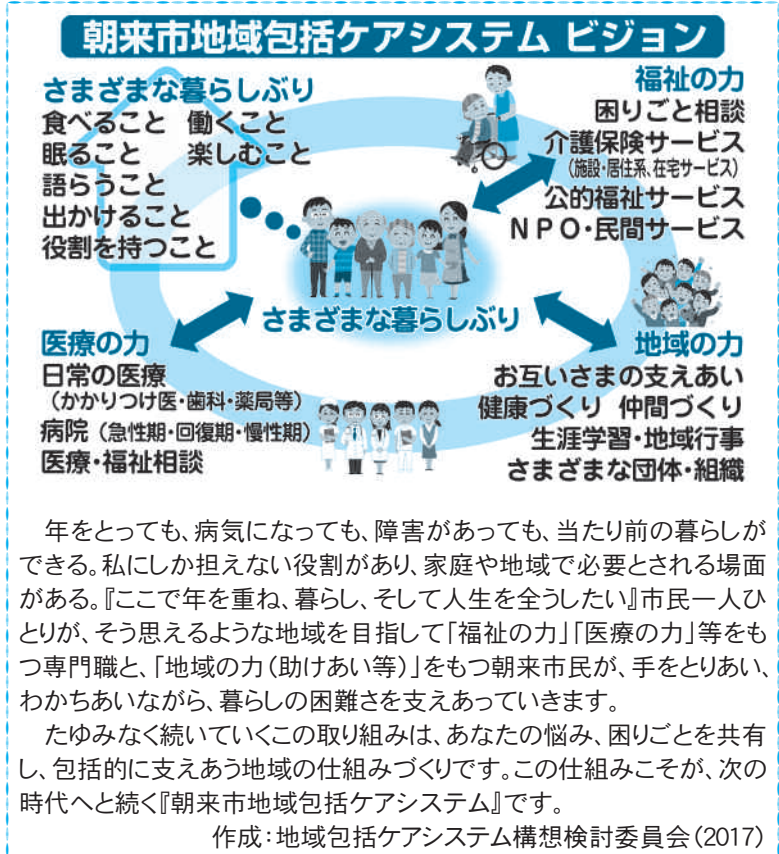 朝来市地域包括ケアシステム ビジョン
さまざまな暮らしぶり
食べること 働くこと
眠ること 楽しむこと
語らうこと
出かけること
役割を持つこと
福祉の力
困りごと相談
介護保険サービス
(施設・居住系、在宅サービス)
公的福祉サービス
NPO・民間サービス
さまざまな暮らしぶり
医療の力
日常の医療
(かかりつけ医・歯科・薬局等)
病院(急性期・回復期・慢性期)
医療・福祉相談
地域の力
お互いさまの支えあい
健康づくり 仲間づくり
生涯学習・地域行事
さまざまな団体・組織
年をとっても、病気になっても、障害があっても、当たり前の暮らしが
できる。私にしか担えない役割があり、家庭や地域で必要とされる場面
がある。『ここで年を重ね、暮らし、そして人生を全うしたい』市民一人ひ
とりが、そう思えるような地域を目指して「福祉の力」「医療の力」等をも
つ専門職と、「地域の力(助けあい等)」をもつ朝来市民が、手をとりあい、
わかちあいながら、暮らしの困難さを支えあっていきます。
たゆみなく続いていくこの取り組みは、あなたの悩み、困りごとを共有
し、包括的に支えあう地域の仕組みづくりです。この仕組みこそが、次の
時代へと続く『朝来市地域包括ケアシステム』です。
作成:地域包括ケアシステム構想検討委員会(2017)